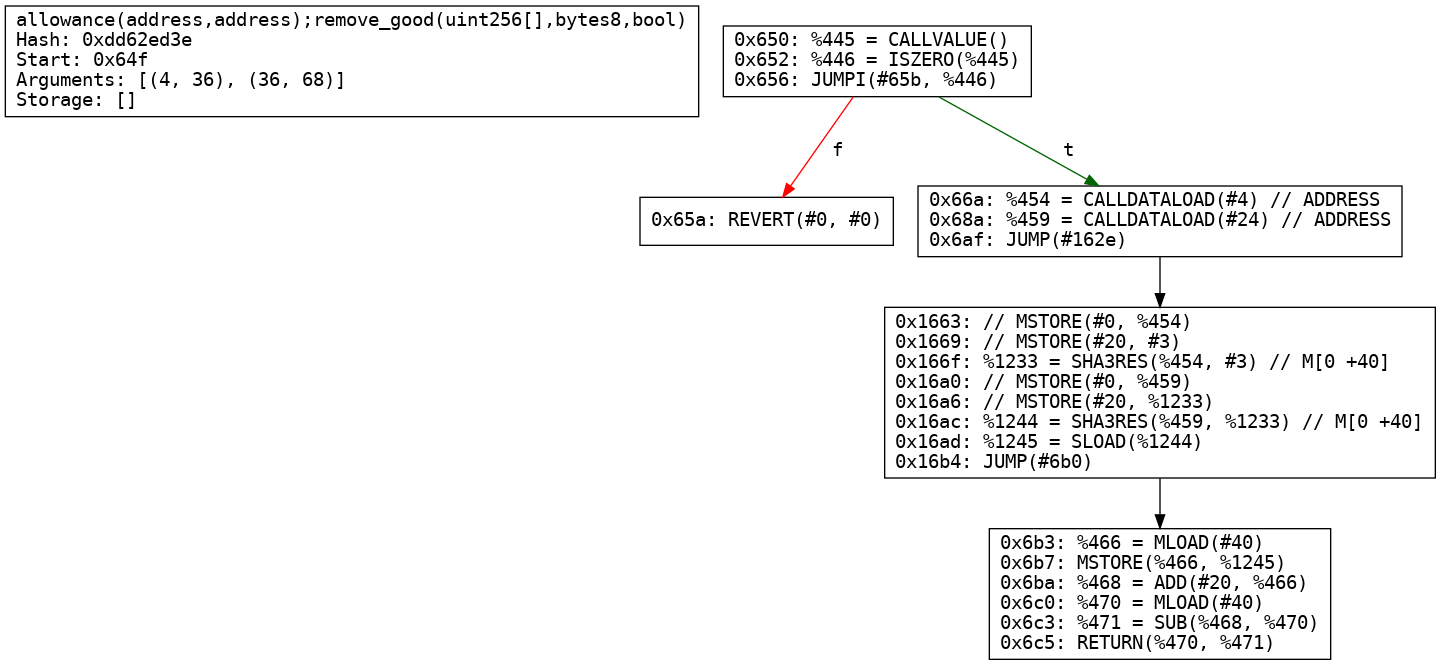 allowance(address,address);remove_good(uint256[],bytes8,bool)
Hash: 0xdd62ed3e
Start: 0x64f
Arguments: [(4, 36), (36, 68)]
Storage: []
0x650: %445 = CALLVALUE()
0x652: %446 = ISZERO(%445)
0x656: JUMPI(#65b, %446)
f
t
0x65a: REVERT(#0, #0)
0x66a: %454 = CALLDATALOAD(#4) // ADDRESS
0x68a: %459 = CALLDATALOAD(#24) // ADDRESS
0x6af: JUMP(#162e)
0x1663: // MSTORE(#0, %454)
0x1669: // MSTORE(#20, #3)
0x166f: %1233 = SHA3RES(%454, #3) // M[0 +40]
0x16a0: // MSTORE(#0, %459)
0x16a6: // MSTORE(#20, %1233)
0x16ac: %1244 = SHA3RES(%459, %1233) // M[0 +40]
0x16ad: %1245 = SLOAD(%1244)
0x16b4: JUMP(#6b0)
0x6b3: %466 = MLOAD(#40)
0x6b7: MSTORE(%466, %1245)
0x6ba: %468 = ADD(#20, %466)
0x6c0: %470 = MLOAD(#40)
0x6c3: %471 = SUB(%468, %470)
0x6c5: RETURN(%470, %471)